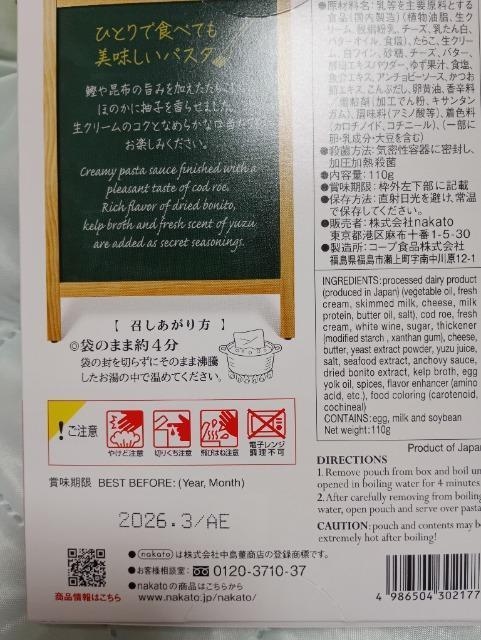 ひとりで食べても
美味しいパスタ
鰹や昆布の旨みを加えたたらこ
ほのかに柚子を香らせました。
生クリームのコクとなめらかな口当
お楽しみください。
Creamy pasta sauce finished with a
pleasant taste of cod roe.
Rich flavor of dried bonito,
kelp broth and fresh scent of yuzu
are added as secret seasonings.
【 召しあがり方 】
◎袋のまま約4分
袋の封を切らずにそのまま沸騰
したお湯の中で温めてください。
!ご注意
やけど注意 切りくち注意 飛びはね注意 電子レンジ
調理不可
賞味期限 BEST BEFORE: (Year, Month)
2026.3/AE
●nakatoは株式会社中島董商店の登録商標です。
●お客様相談室: 0120-3710-37
●nakatoの商品はこちらから
www.nakato.jp/nakato/
商品情報はこちら
●原材料名: 乳等を主要原料とする
食品(国内製造)(植物油脂、生ク
リーム、脱脂粉乳、チーズ、乳たん白、
バターオイル、食塩)、たらこ、生クリー
ム、白ワイン、砂糖、チーズ、バター、
酵母エキスパウダー、ゆず果汁、食塩、
魚介エキス、アンチョビーソース、かつお
節エキス、こんぶだし、卵黄油、香辛料
/増粘剤(加工でん粉、キサンタン
ガム)、調味料(アミノ酸等)、着色料
(カロチノイド、コチニール)、(一部に
卵・乳成分・大豆を含む)
●殺菌方法: 気密性容器に密封し、
加圧加熱殺菌
●内容量: 110g
●賞味期限: 枠外左下部に記載
●保存方法: 直射日光を避け、常温
で保存してください。
●販売者: 株式会社nakato
東京都港区麻布十番1-5-30
●製造所: コープ食品株式会社
福島県福島市瀬上町字南中川原12-1
INGREDIENTS: processed dairy product
(produced in Japan) (vegetable oil, fresh
cream, skimmed milk, cheese, milk
protein, butter oil, salt), cod roe, fresh
cream, white wine, sugar, thickener
(modified starch , xanthan gum), cheese,
butter, yeast extract powder, yuzu juice,
salt, seafood extract, anchovy sauce,
dried bonito extract, kelp broth, egg
yolk oil, spices, flavor enhancer (amino
acid, etc.), food coloring (carotenoid,
cochineal)
CONTAINS: egg, milk and soybean
Net weight: 110g
Product of Japa
DIRECTIONS
1. Remove pouch from box and boil un
opened in boiling water for 4 minutes
2. After carefully removing from boiling
water, open pouch and serve over pasta
CAUTION: pouch and contents may be
extremely hot after boiling!
4 986504 302177